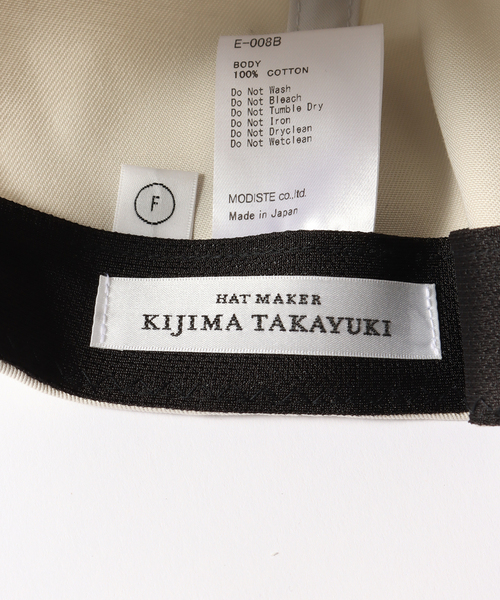 E-008B
BODY
100% COTTON
Do Not Wash
Do Not Bleach
Do Not Tumble Dry
Do Not Iron
Do Not Dryclean
Do Not Wetclean
MODISTE co.,ltd.
Made in Japan
F
HAT MAKER
KIJIMA TAKAYUKI